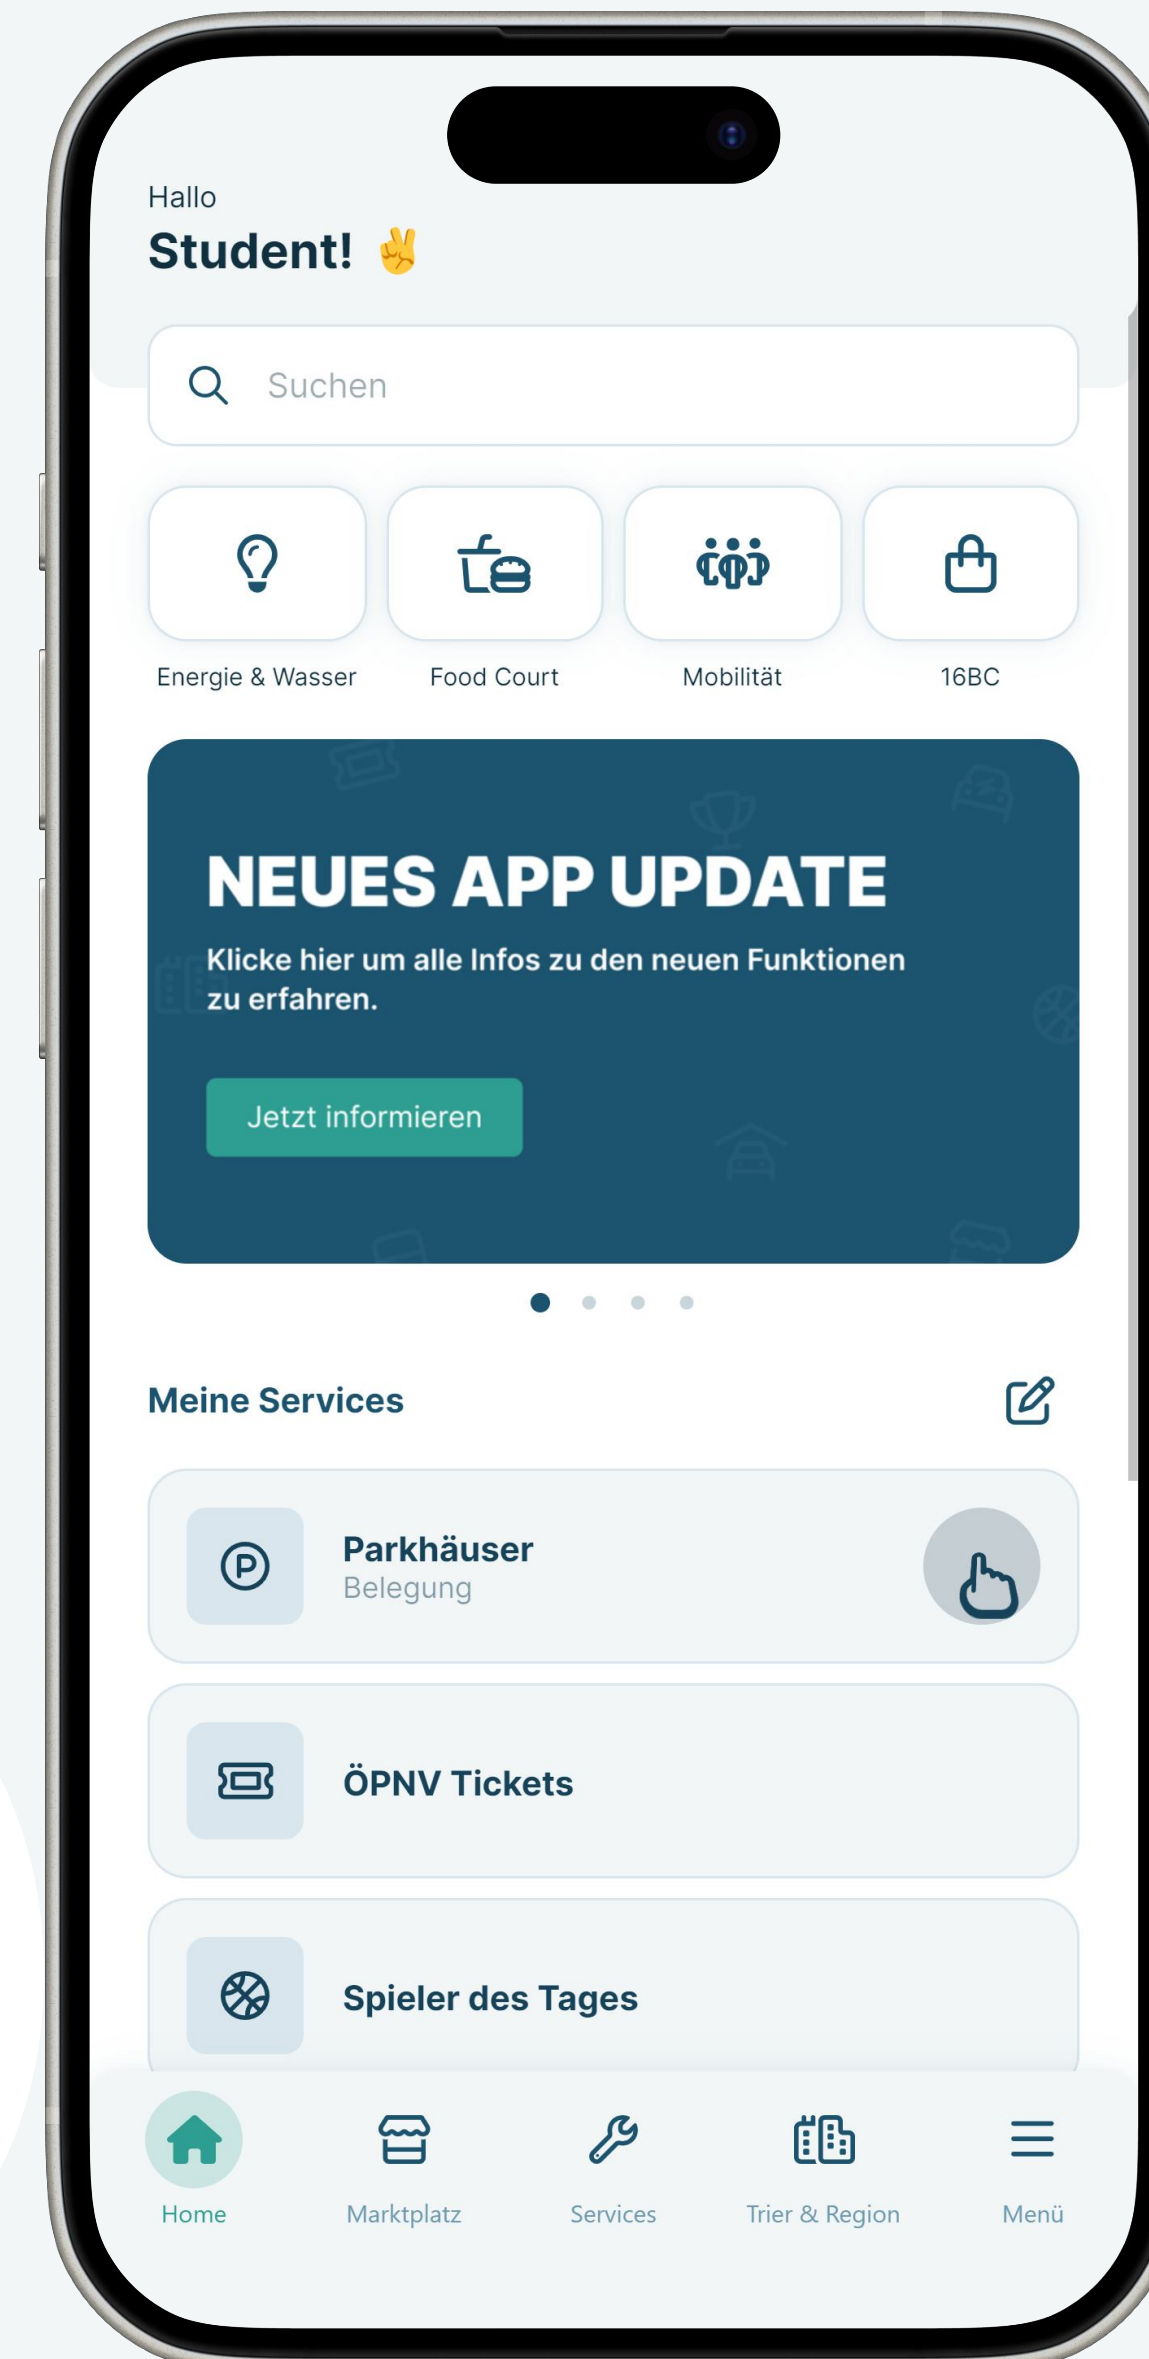 Hallo
Student! ✌️
Suchen
Energie & Wasser
Food Court
Mobilität
16BC
NEUES APP UPDATE
Klicke hier um alle Infos zu den neuen Funktionen
zu erfahren.
Jetzt informieren
Meine Services
Parkhäuser
Belegung
ÖPNV Tickets
Spieler des Tages
Home
Marktplatz
Services
Trier & Region
Menü